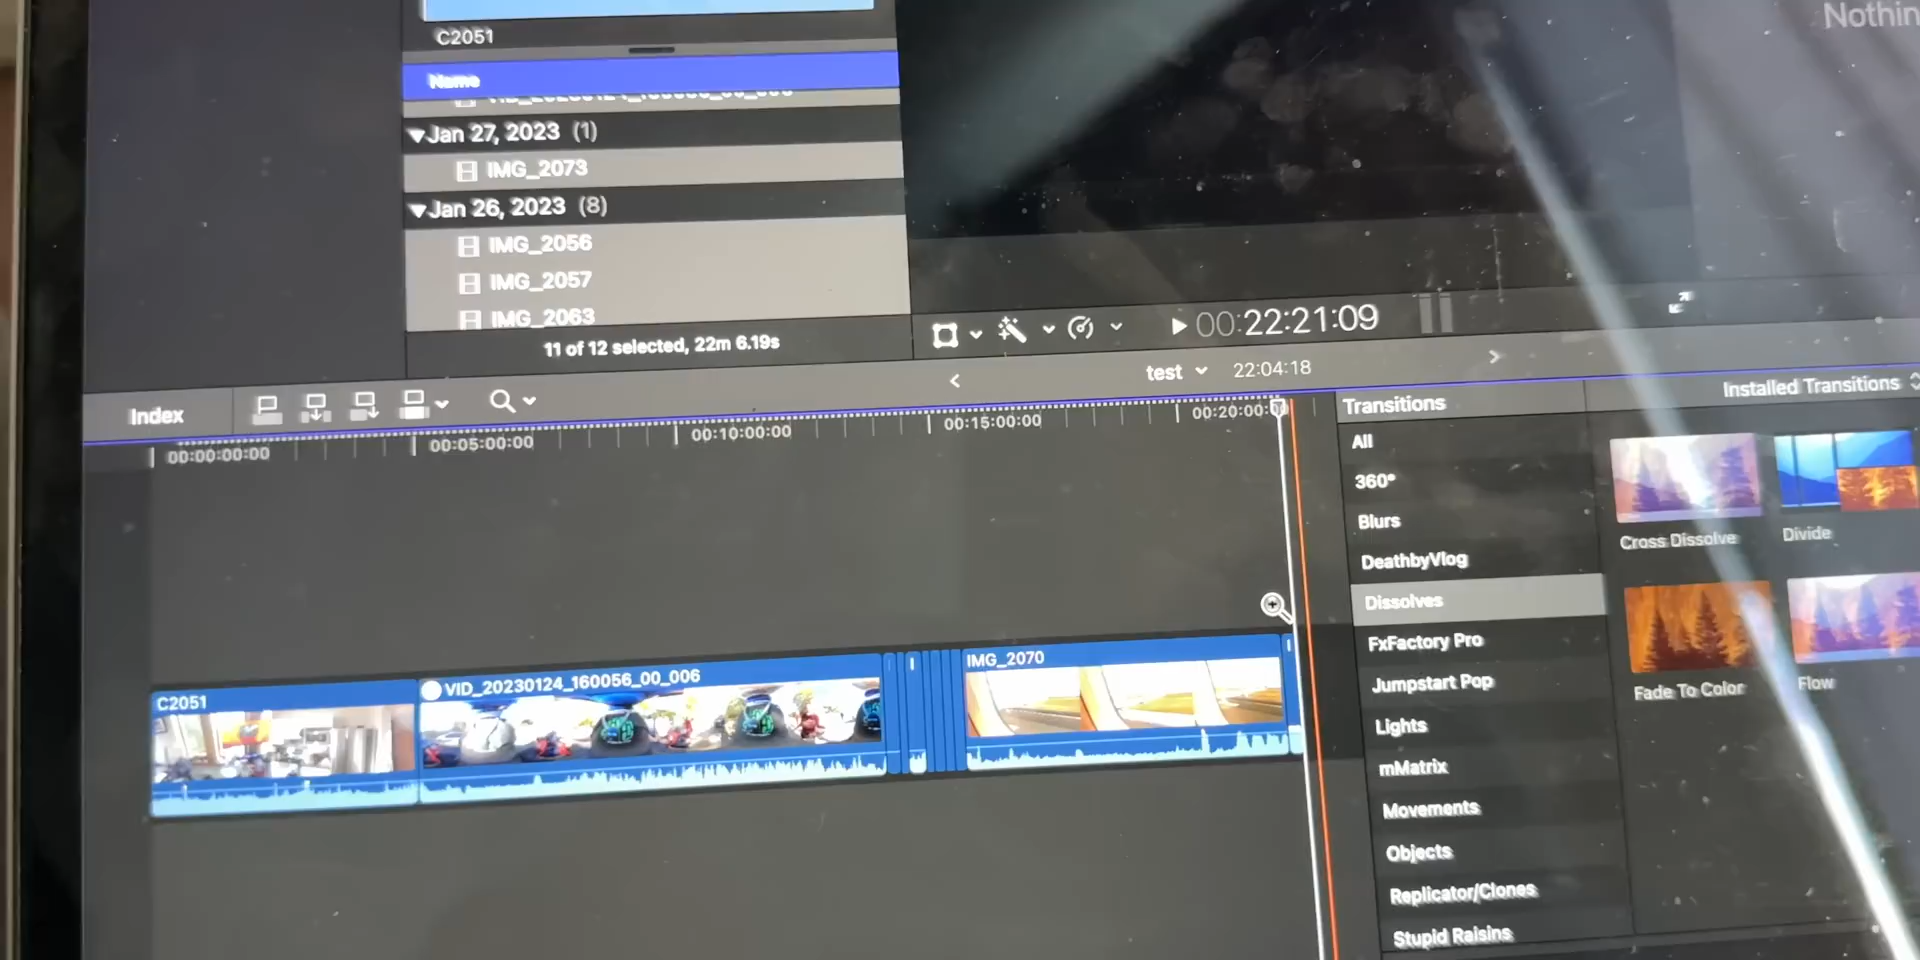 C2051
Name
Jan 27, 2023 (1)
IMG_2073
Jan 26, 2023 (8)
IMG_2056
IMG_2057
IMG_2063
11 of 12 selected, 22m 6.19s
00:22:21:09
test 22:04:18
Index
00:00:00:00
00:05:00:00
00:10:00:00
00:15:00:00
00:20:00:
Transitions
Installed Transitions
All
360°
Blurs
DeathbyVlog
Dissolves
FxFactory Pro
Jumpstart Pop
Lights
mMatrix
Movements
Objects
Replicator/Clones
Stupid Raisins
Cross Dissolve
Divide
Fade To Color
Flow
C2051
VID_20230124_160056_00_006
IMG_2070